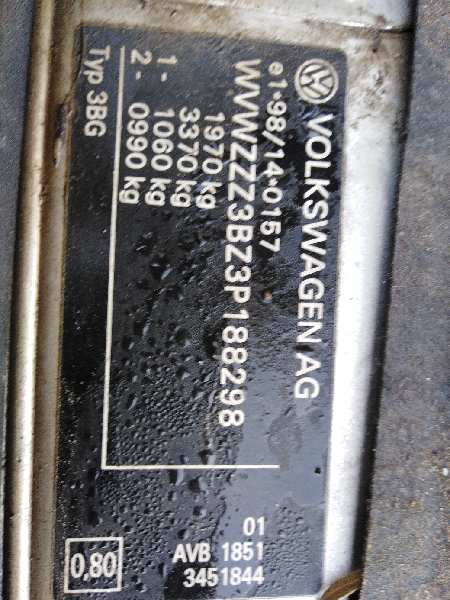 VOLKSWAGEN AG
e1*98/14*0157
WVWZZZ3BZ3P188298
1970 kg
3370 kg
1- 1060 kg
2- 0990 kg
Typ 3BG
01
AVB 1851
3451844
0,80